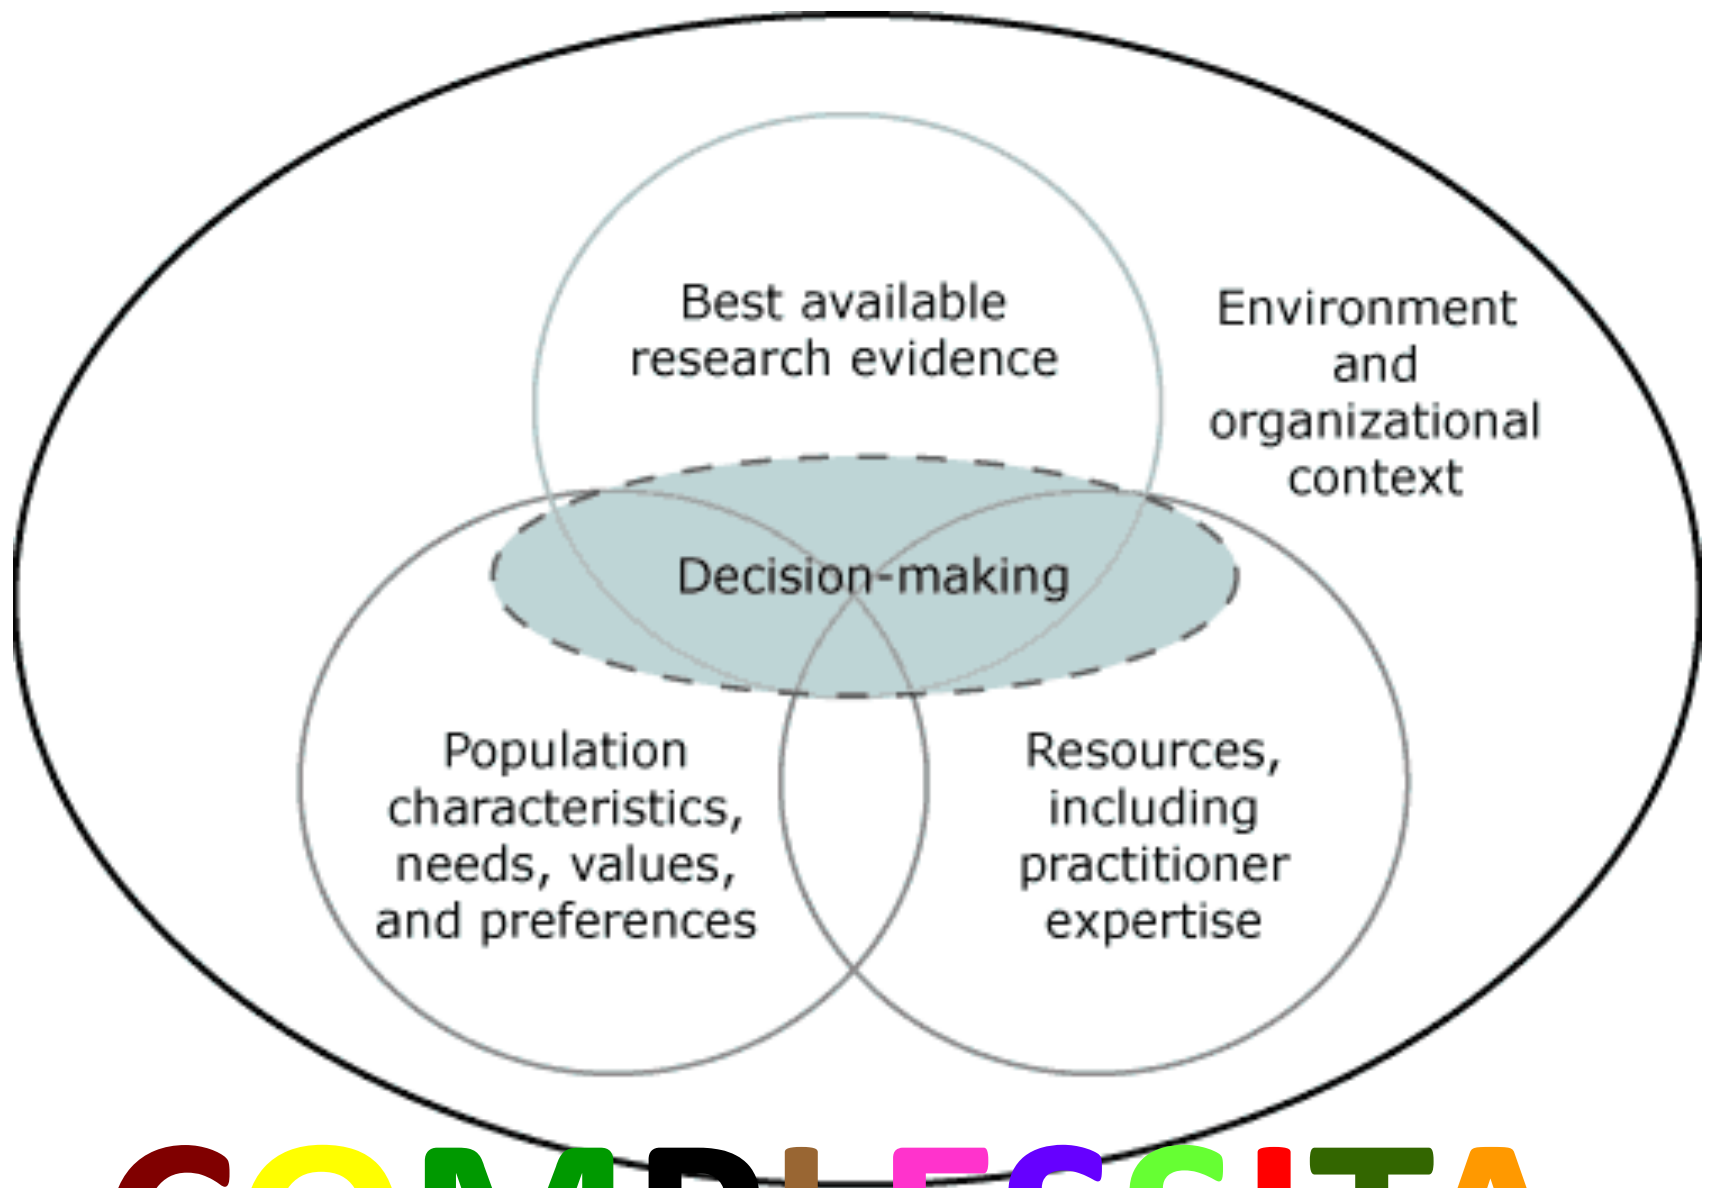 Best available
research evidence
Environment
and
organizational
context
Decision-making
Population
characteristics,
needs, values,
and preferences
Resources,
including
practitioner
expertise
COMPLESSITA